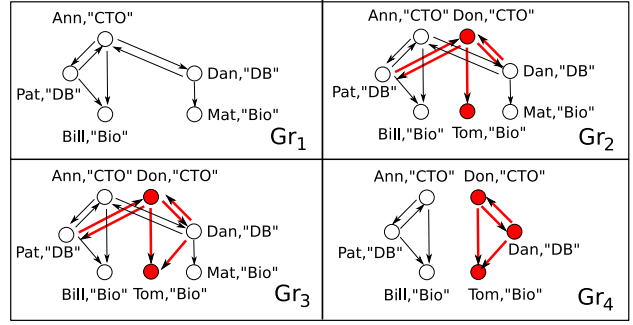 Ann,"CTO"
Dan,"DB"
Pat,"DB"
Mat,"Bio"
Bill,"Bio"
Gr1
Ann,"CTO" Don,"CTO"
Dan,"DB"
Pat,"DB"
Mat,"Bio"
Bill,"Bio" Tom,"Bio"
Gr2
Ann,"CTO" Don,"CTO"
Dan,"DB"
Pat,"DB"
Mat,"Bio"
Bill,"Bio" Tom,"Bio"
Gr3
Ann,"CTO" Don,"CTO"
Pat,"DB" Dan,"DB"
Bill,"Bio" Tom,"Bio"
Gr4